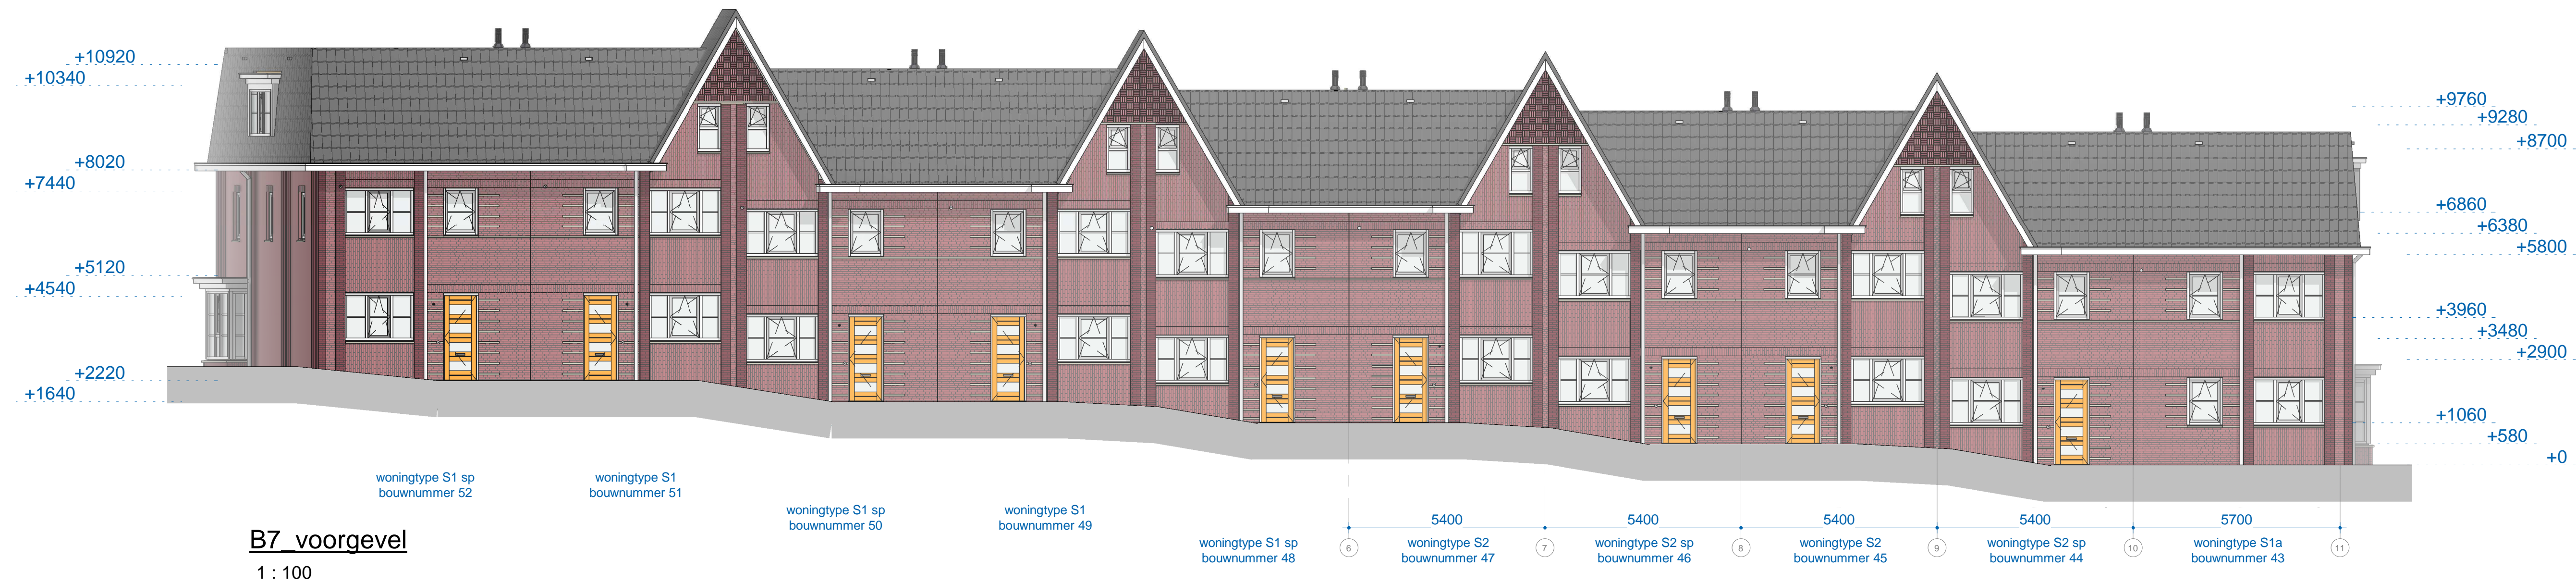 +10920
+10340
+8020
+7440
+5120
+4540
+2220
+1640
+9760
+9280
+8700
+6860
+6380
+5800
+3960
+3480
+2900
+1060
+580
+0
woningtype S1 sp
bouwnummer 52
woningtype S1
bouwnummer 51
woningtype S1 sp
bouwnummer 50
woningtype S1
bouwnummer 49
5400
5400
5400
5400
5700
woningtype S1 sp
bouwnummer 48
6
woningtype S2
bouwnummer 47
7
woningtype S2 sp
bouwnummer 46
8
woningtype S2
bouwnummer 45
9
woningtype S2 sp
bouwnummer 44
10
woningtype S1a
bouwnummer 43
11
B7_voorgevel
1 : 100